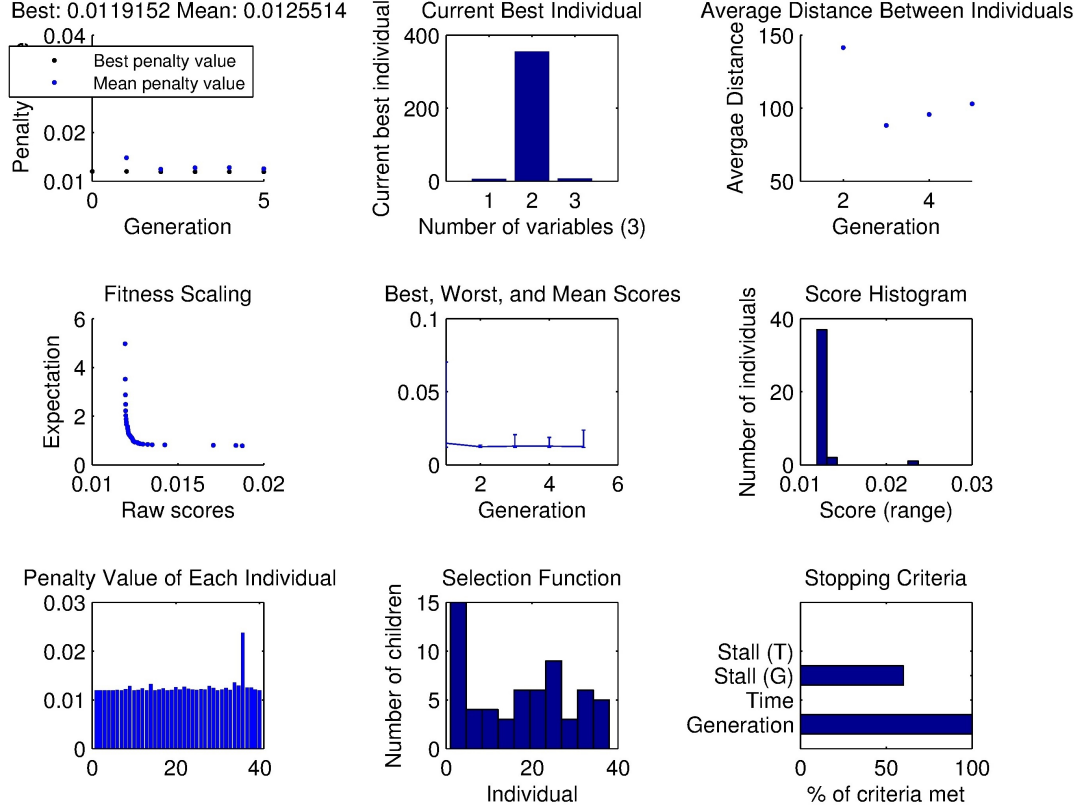 Best: 0.0119152 Mean: 0.0125514
0.04
Best penalty value
Mean penalty value
Penalty
0.02
0.01
0
5
Generation
Current Best Individual
Current best individual
400
200
0
1
2
3
Number of variables (3)
Average Distance Between Individuals
Avergae Distance
150
100
50
2
4
Generation
Fitness Scaling
Expectation
6
4
2
0
0.01
0.015
0.02
Raw scores
Best, Worst, and Mean Scores
0.1
0.05
0
2
4
6
Generation
Score Histogram
Number of individuals
40
20
0
0.01
0.02
0.03
Score (range)
Penalty Value of Each Individual
0.03
0.02
0.01
0
0
20
40
Selection Function
Number of children
15
10
5
0
0
20
40
Individual
Stopping Criteria
Stall (T)
Stall (G)
Time
Generation
0
50
100
% of criteria met